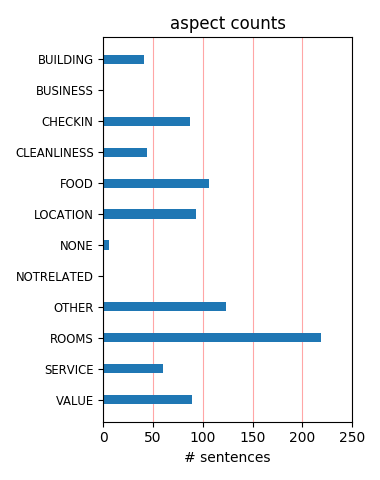 aspect counts
BUILDING
BUSINESS
CHECKIN
CLEANLINESS
FOOD
LOCATION
NONE
NOTRELATED
OTHER
ROOMS
SERVICE
VALUE
0 50 100 150 200 250
# sentences